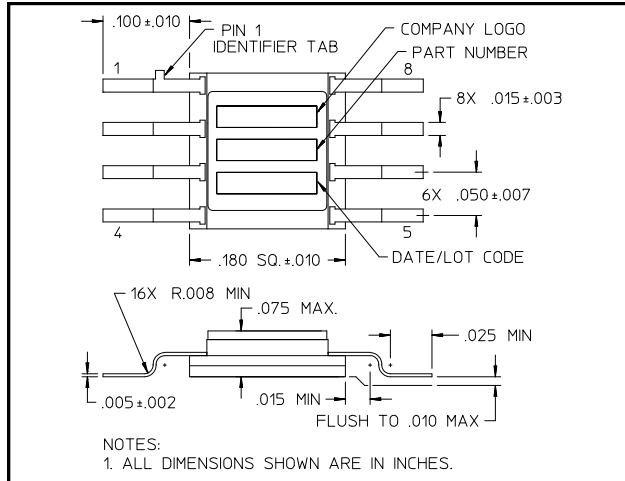 .100±.010
PIN 1
IDENTIFIER TAB
COMPANY LOGO
PART NUMBER
1
8
8X .015±.003
6X .050±.007
4
5
DATE/LOT CODE
.180 SQ.±.010
16X R.008 MIN
.075 MAX.
.025 MIN
.005±.002
.015 MIN
FLUSH TO .010 MAX
NOTES:
1. ALL DIMENSIONS SHOWN ARE IN INCHES.